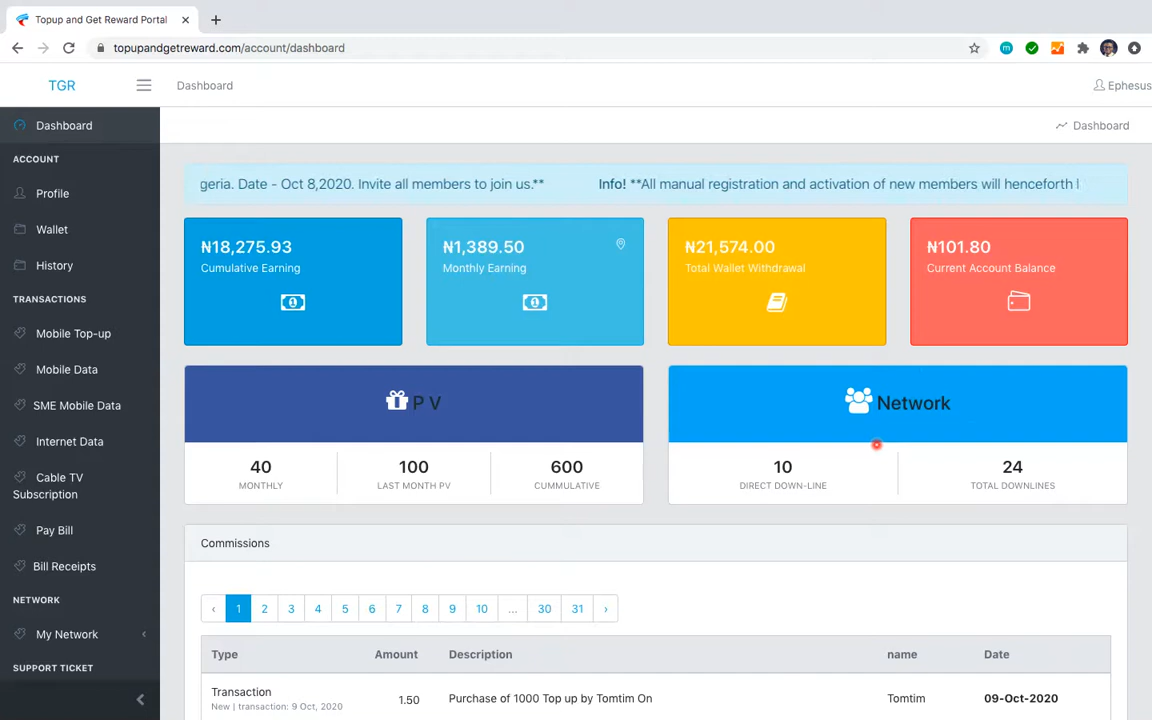 Topup and Get Reward Portal
topupandgetreward.com/account/dashboard
TGR
Dashboard
Ephesus
Dashboard
Dashboard
ACCOUNT
Profile
Wallet
History
TRANSACTIONS
Mobile Top-up
Mobile Data
SME Mobile Data
Internet Data
Cable TV
Subscription
Pay Bill
Bill Receipts
NETWORK
My Network
SUPPORT TICKET
geria. Date - Oct 8,2020. Invite all members to join us.** Info! **All manual registration and activation of new members will henceforth
₦18,275.93
Cumulative Earning
₦1,389.50
Monthly Earning
₦21,574.00
Total Wallet Withdrawal
₦101.80
Current Account Balance
P V
40
MONTHLY
100
LAST MONTH PV
600
CUMMULATIVE
Network
10
DIRECT DOWN-LINE
24
TOTAL DOWNLINES
Commissions
‹ 1 2 3 4 5 6 7 8 9 10 ... 30 31 ›
Type Amount Description name Date
Transaction
New | transaction: 9 Oct, 2020
1.50 Purchase of 1000 Top up by Tomtim On Tomtim 09-Oct-2020